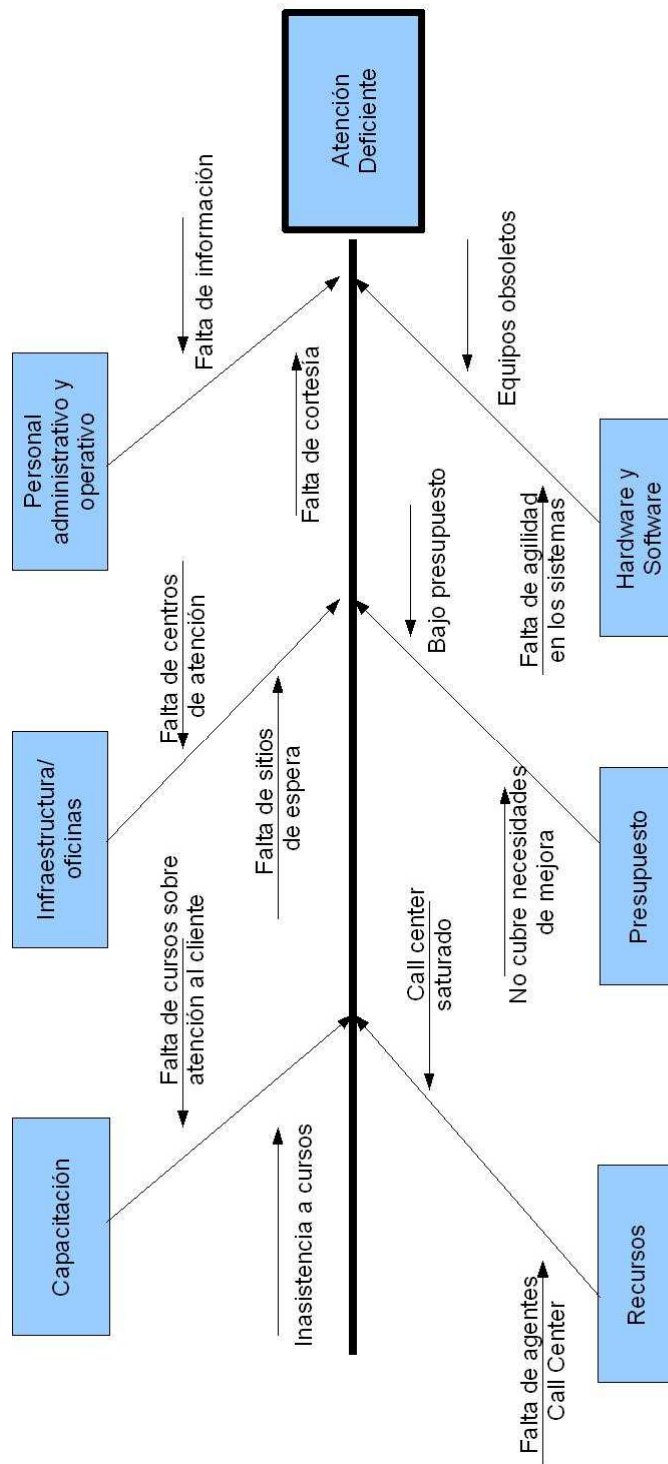 Capacitación
Infraestructura/
oficinas
Personal
administrativo y
operativo
Falta de cursos sobre
atención al cliente
Falta de centros
de atención
Falta de información
Inasistencia a cursos
Falta de sitios
de espera
Falta de cortesía
Atención
Deficiente
Call center
saturado
Bajo presupuesto
Equipos obsoletos
Falta de agentes
Call Center
No cubre necesidades
de mejora
Falta de agilidad
en los sistemas
Recursos
Presupuesto
Hardware y
Software